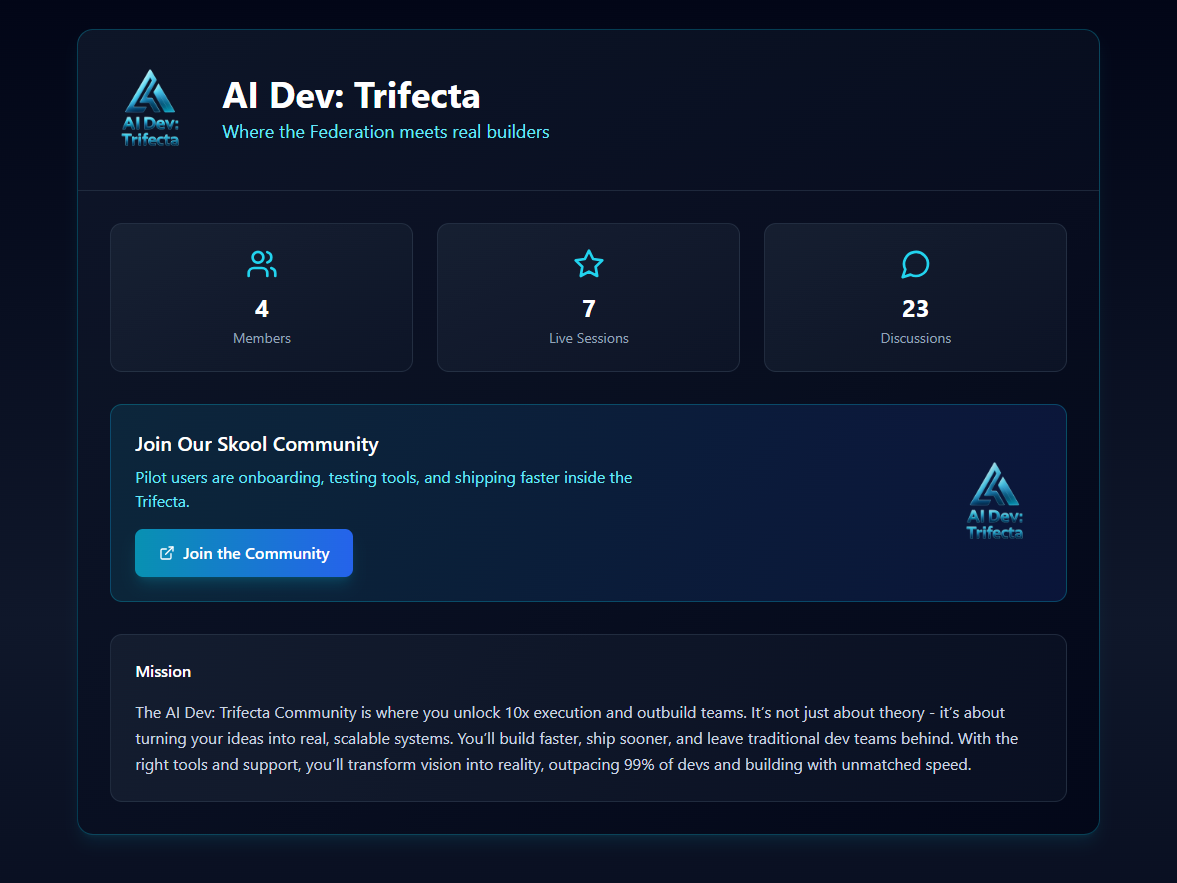 AI Dev:
Trifecta
AI Dev: Trifecta
Where the Federation meets real builders
4
Members
7
Live Sessions
23
Discussions
Join Our Skool Community
Pilot users are onboarding, testing tools, and shipping faster inside the
Trifecta.
Join the Community
AI Dev:
Trifecta
Mission
The AI Dev: Trifecta Community is where you unlock 10x execution and outbuild teams. It’s not just about theory - it’s about
turning your ideas into real, scalable systems. You’ll build faster, ship sooner, and leave traditional dev teams behind. With the
right tools and support, you’ll transform vision into reality, outpacing 99% of devs and building with unmatched speed.